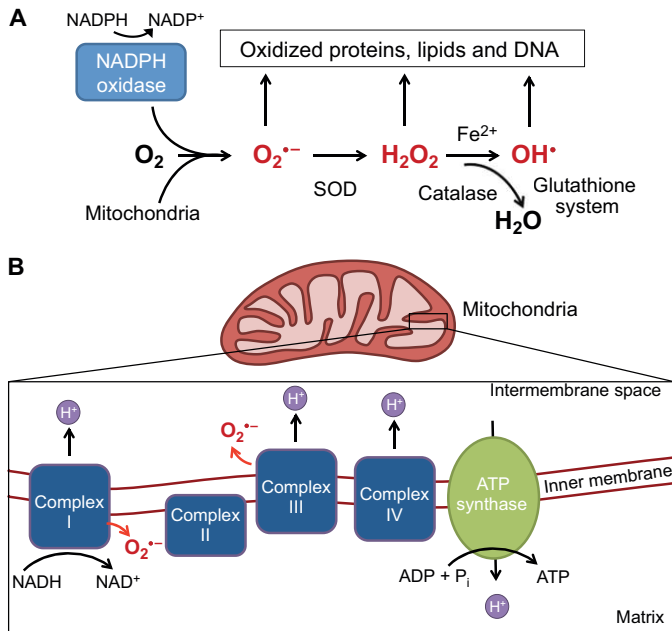 A
NADPH NADP⁺
NADPH
oxidase
Oxidized proteins, lipids and DNA
O₂ O₂•– H₂O₂ Fe²⁺ OH•
SOD
Mitochondria
Catalase
Glutathione
system
H₂O
B
Mitochondria
Intermembrane space
H⁺ H⁺ H⁺
O₂•–
Complex
I
Complex
II
Complex
III
Complex
IV
ATP
synthase
Inner membrane
O₂•–
NADH NAD⁺
ADP + Pᵢ ATP
H⁺
Matrix